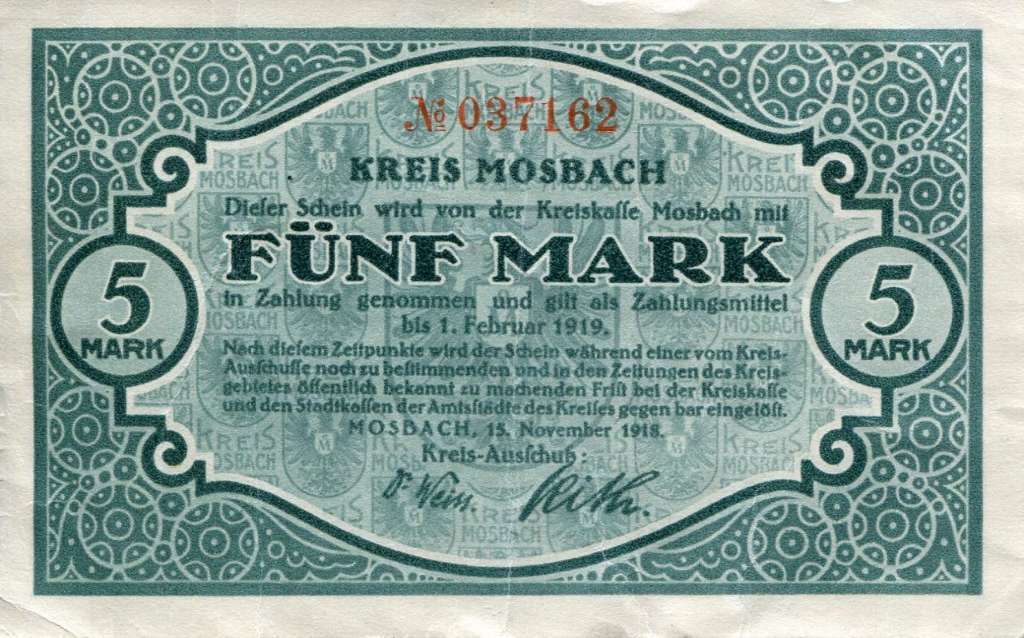 № 037162
KREIS MOSBACH
Dieſer Schein wird von der Kreiskaſſe Mosbach mit
FÜNF MARK
in Zahlung genommen und gilt als Zahlungsmittel
bis 1. Februar 1919.
Nach dieſem Zeitpunkte wird der Schein während einer vom Kreis-
Ausſchuſſe noch zu beſtimmenden und in den Zeitungen des Kreis-
gebietes öffentlich bekannt zu machenden Friſt bei der Kreiskaſſe
und den Stadtkaſſen der Amtsſtädte des Kreiſes gegen bar eingelöſt.
MOSBACH, 15. November 1918.
Kreis-Ausſchuß:
Dr Weiss.
5
MARK
5
MARK